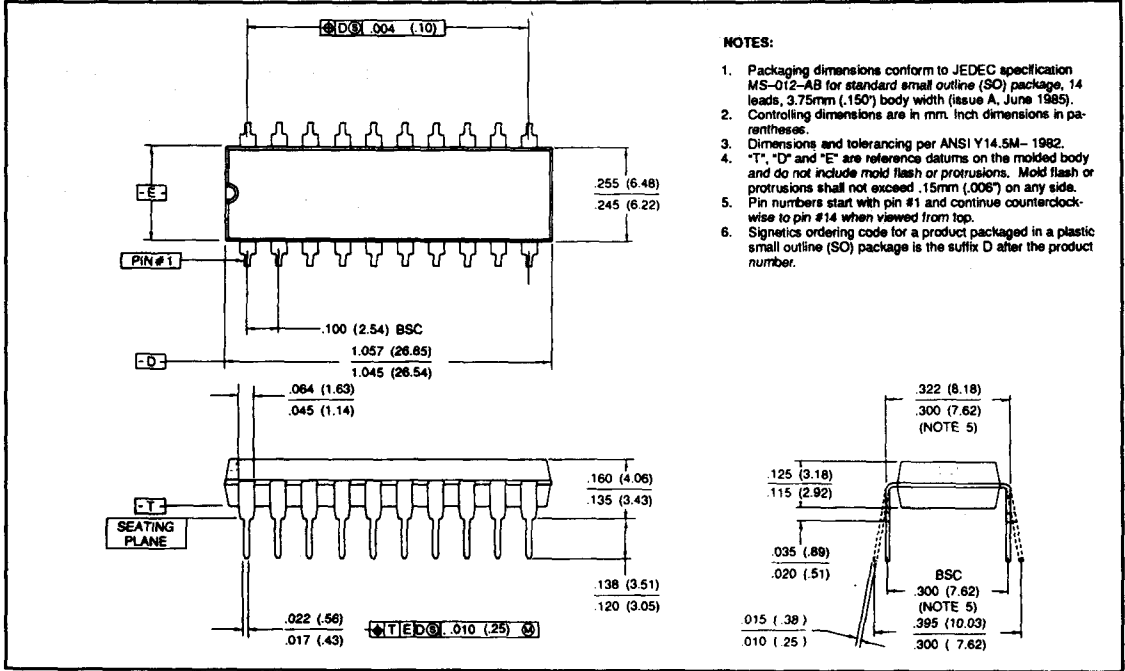 ⌖ D Ⓢ .004 (.10)
- E -
.255 (6.48)
.245 (6.22)
PIN # 1
.100 (2.54) BSC
- D -
1.057 (26.85)
1.045 (26.54)
.064 (1.63)
.045 (1.14)
.160 (4.06)
.135 (3.43)
- T -
SEATING
PLANE
.138 (3.51)
.120 (3.05)
.022 (.56)
.017 (.43)
⌖ T E D Ⓢ .010 (.25) Ⓜ
NOTES:
1. Packaging dimensions conform to JEDEC specification
MS–012–AB for standard small outline (SO) package, 14
leads, 3.75mm (.150") body width (issue A, June 1985).
2. Controlling dimensions are in mm. Inch dimensions in pa-
rentheses.
3. Dimensions and tolerancing per ANSI Y14.5M– 1982.
4. "T", "D" and "E" are reference datums on the molded body
and do not include mold flash or protrusions. Mold flash or
protrusions shall not exceed .15mm (.006") on any side.
5. Pin numbers start with pin #1 and continue counterclock-
wise to pin #14 when viewed from top.
6. Signetics ordering code for a product packaged in a plastic
small outline (SO) package is the suffix D after the product
number.
.322 (8.18)
.300 (7.62)
(NOTE 5)
.125 (3.18)
.115 (2.92)
.035 (.89)
.020 (.51)
BSC
.300 (7.62)
(NOTE 5)
.015 (.38)
.010 (.25)
.395 (10.03)
.300 ( 7.62)